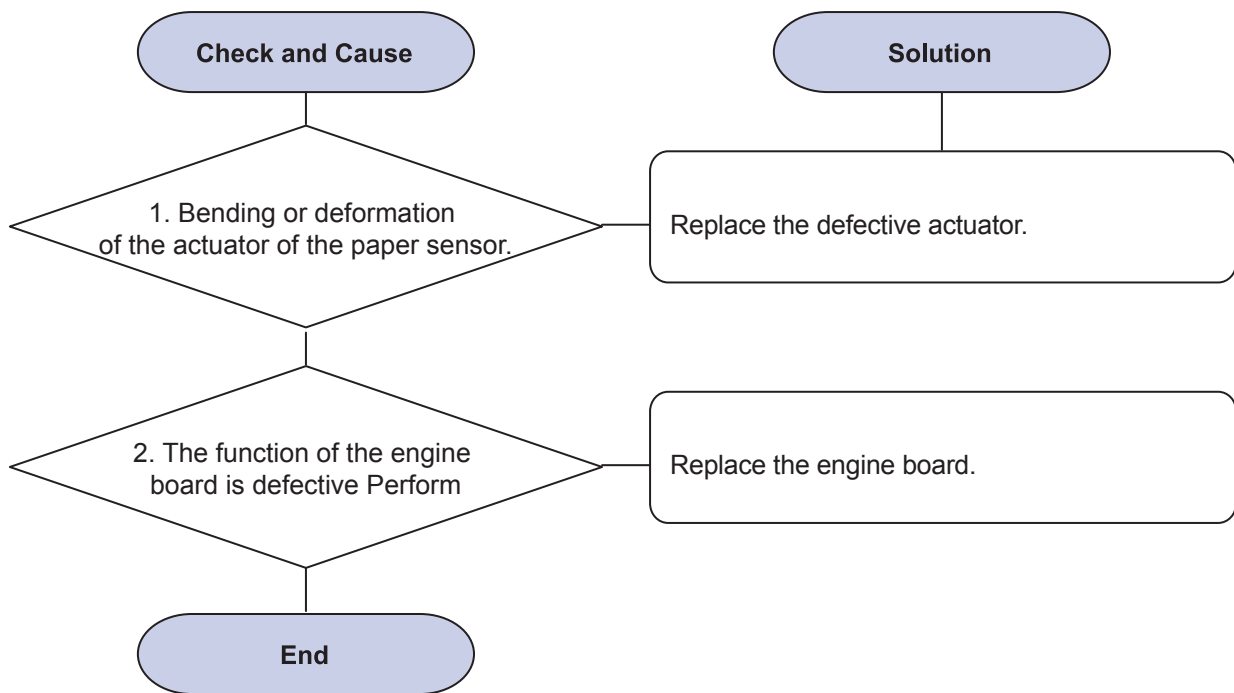 Check and Cause
Solution
1. Bending or deformation
of the actuator of the paper sensor.
Replace the defective actuator.
2. The function of the engine
board is defective Perform
Replace the engine board.
End